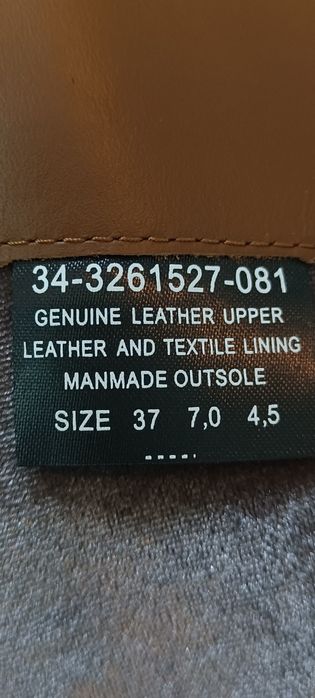 34-3261527-081
GENUINE LEATHER UPPER
LEATHER AND TEXTILE LINING
MANMADE OUTSOLE
SIZE 37 7,0 4,5